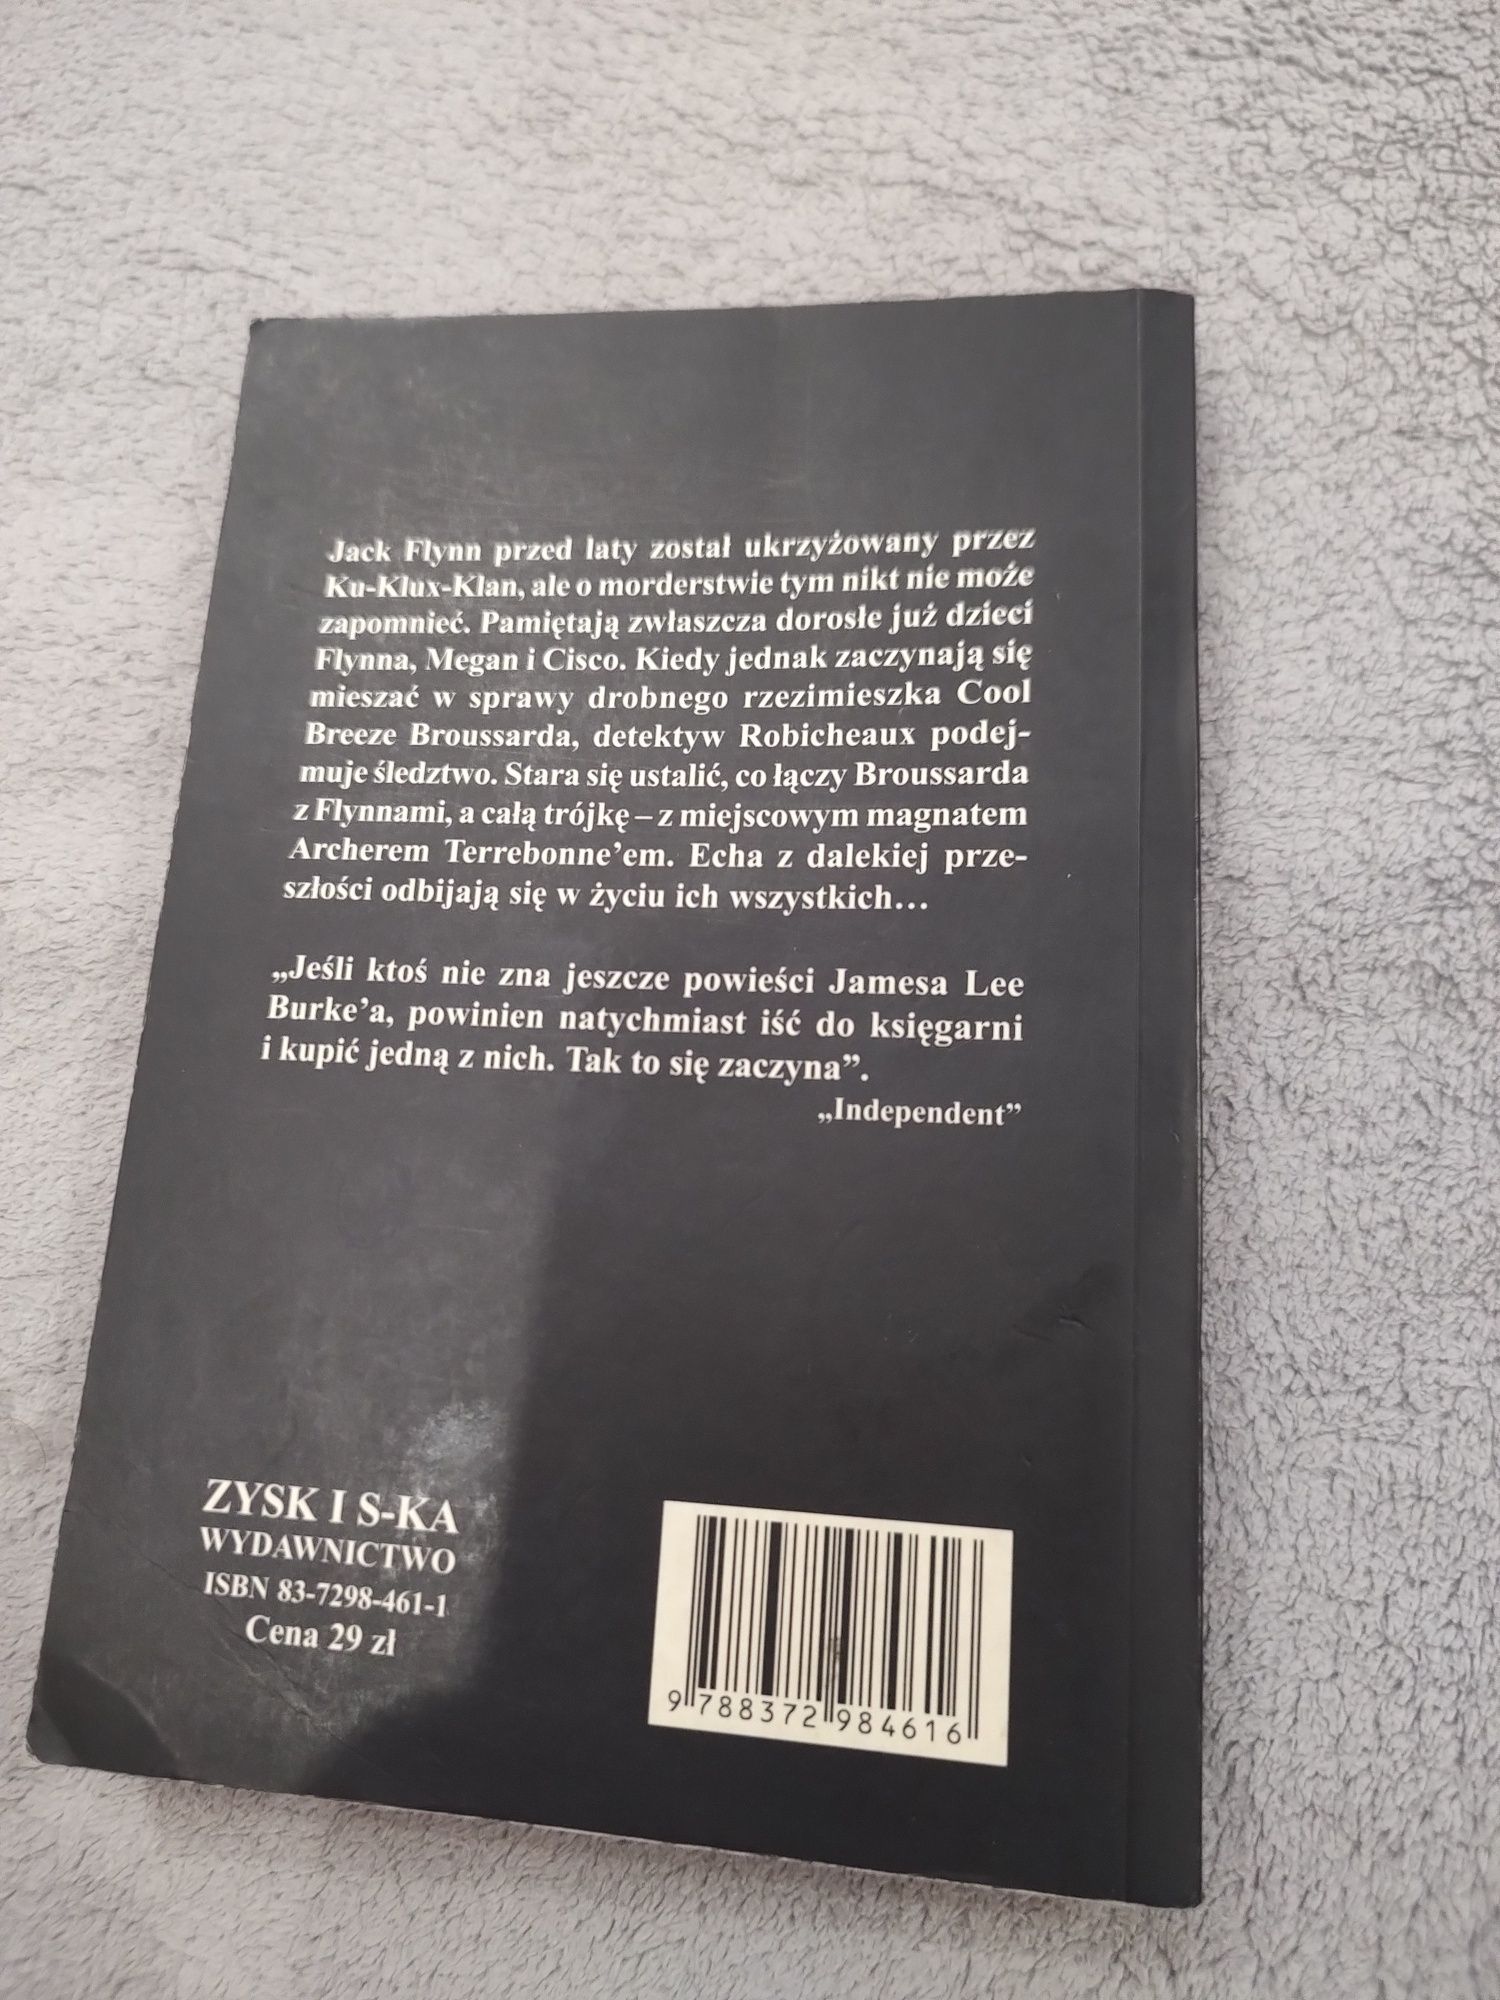 Jack Flynn przed laty został ukrzyżowany przez
Ku-Klux-Klan, ale o morderstwie tym nikt nie może
zapomnieć. Pamiętają zwłaszcza dorosłe już dzieci
Flynna, Megan i Cisco. Kiedy jednak zaczynają się
mieszać w sprawy drobnego rzezimieszka Cool
Breeze Broussarda, detektyw Robicheaux podej-
muje śledztwo. Stara się ustalić, co łączy Broussarda
z Flynnami, a całą trójkę – z miejscowym magnatem
Archerem Terrebonne’em. Echa z dalekiej prze-
szłości odbijają się w życiu ich wszystkich…
„Jeśli ktoś nie zna jeszcze powieści Jamesa Lee
Burke’a, powinien natychmiast iść do księgarni
i kupić jedną z nich. Tak to się zaczyna”.
„Independent”
ZYSK I S-KA
WYDAWNICTWO
ISBN 83-7298-461-1
Cena 29 zł
9 788372 984616